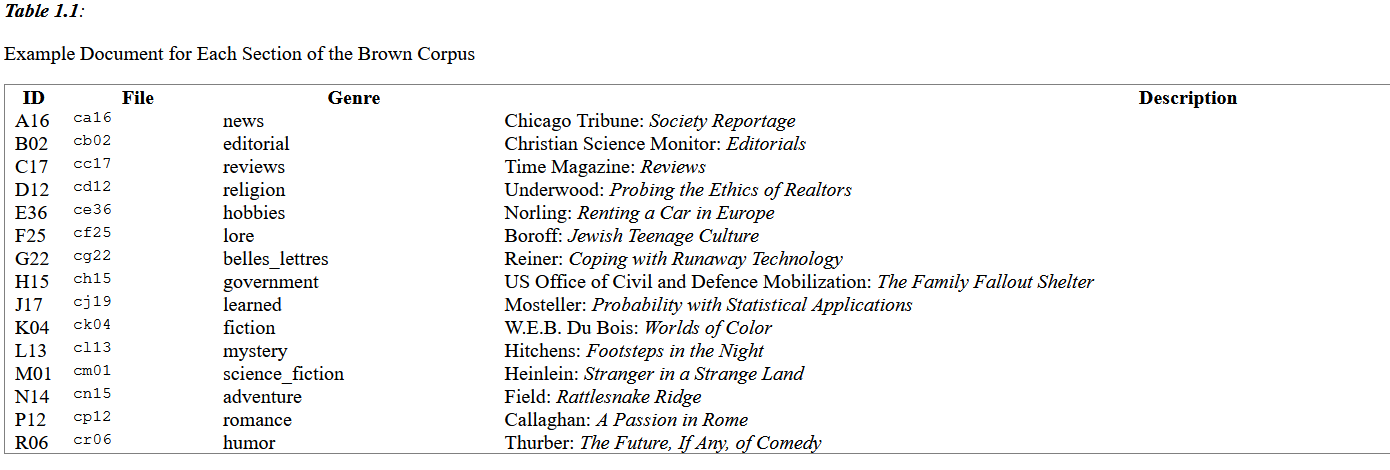 Table 1.1:
Example Document for Each Section of the Brown Corpus
ID File Genre Description
A16 ca16 news Chicago Tribune: Society Reportage
B02 cb02 editorial Christian Science Monitor: Editorials
C17 cc17 reviews Time Magazine: Reviews
D12 cd12 religion Underwood: Probing the Ethics of Realtors
E36 ce36 hobbies Norling: Renting a Car in Europe
F25 cf25 lore Boroff: Jewish Teenage Culture
G22 cg22 belles_lettres Reiner: Coping with Runaway Technology
H15 ch15 government US Office of Civil and Defence Mobilization: The Family Fallout Shelter
J17 cj19 learned Mosteller: Probability with Statistical Applications
K04 ck04 fiction W.E.B. Du Bois: Worlds of Color
L13 cl13 mystery Hitchens: Footsteps in the Night
M01 cm01 science_fiction Heinlein: Stranger in a Strange Land
N14 cn15 adventure Field: Rattlesnake Ridge
P12 cp12 romance Callaghan: A Passion in Rome
R06 cr06 humor Thurber: The Future, If Any, of Comedy